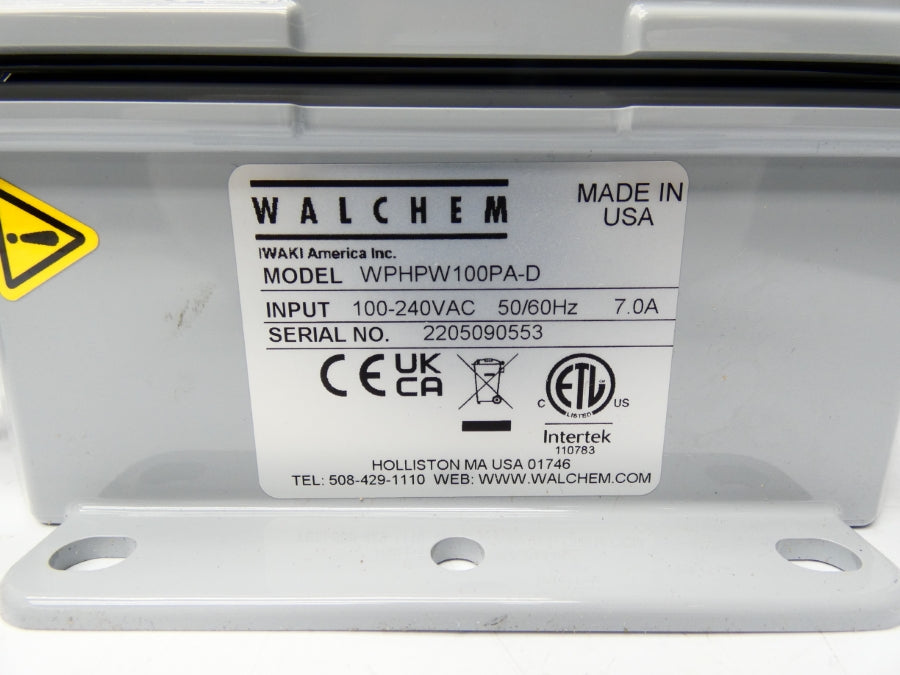 WALCHEM
MADE IN
USA
IWAKI America Inc.
MODEL WPHPW100PA-D
INPUT 100-240VAC 50/60Hz 7.0A
SERIAL NO. 2205090553
CE UK
CA
ETL
C US
LISTED
Intertek
110783
HOLLISTON MA USA 01746
TEL: 508-429-1110 WEB: WWW.WALCHEM.COM